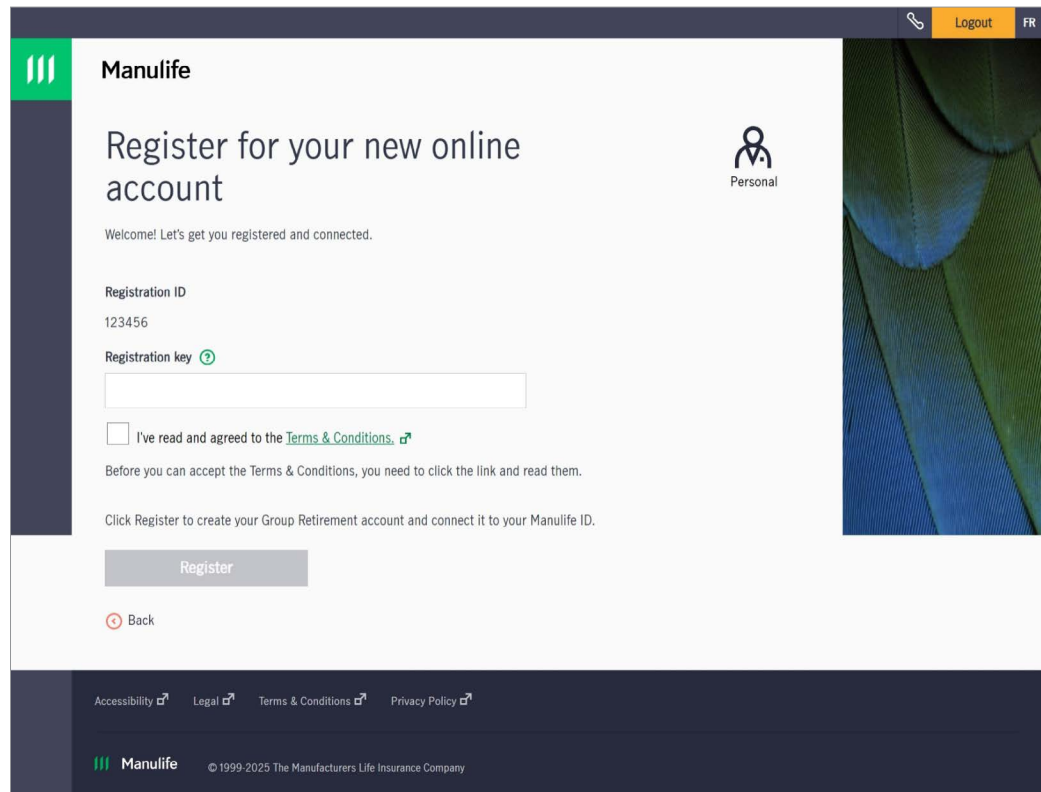 Logout FR
Manulife
Register for your new online
account
Personal
Welcome! Let's get you registered and connected.
Registration ID
123456
Registration key ?
I've read and agreed to the Terms & Conditions.
Before you can accept the Terms & Conditions, you need to click the link and read them.
Click Register to create your Group Retirement account and connect it to your Manulife ID.
Register
Back
Accessibility Legal Terms & Conditions Privacy Policy
Manulife © 1999-2025 The Manufacturers Life Insurance Company